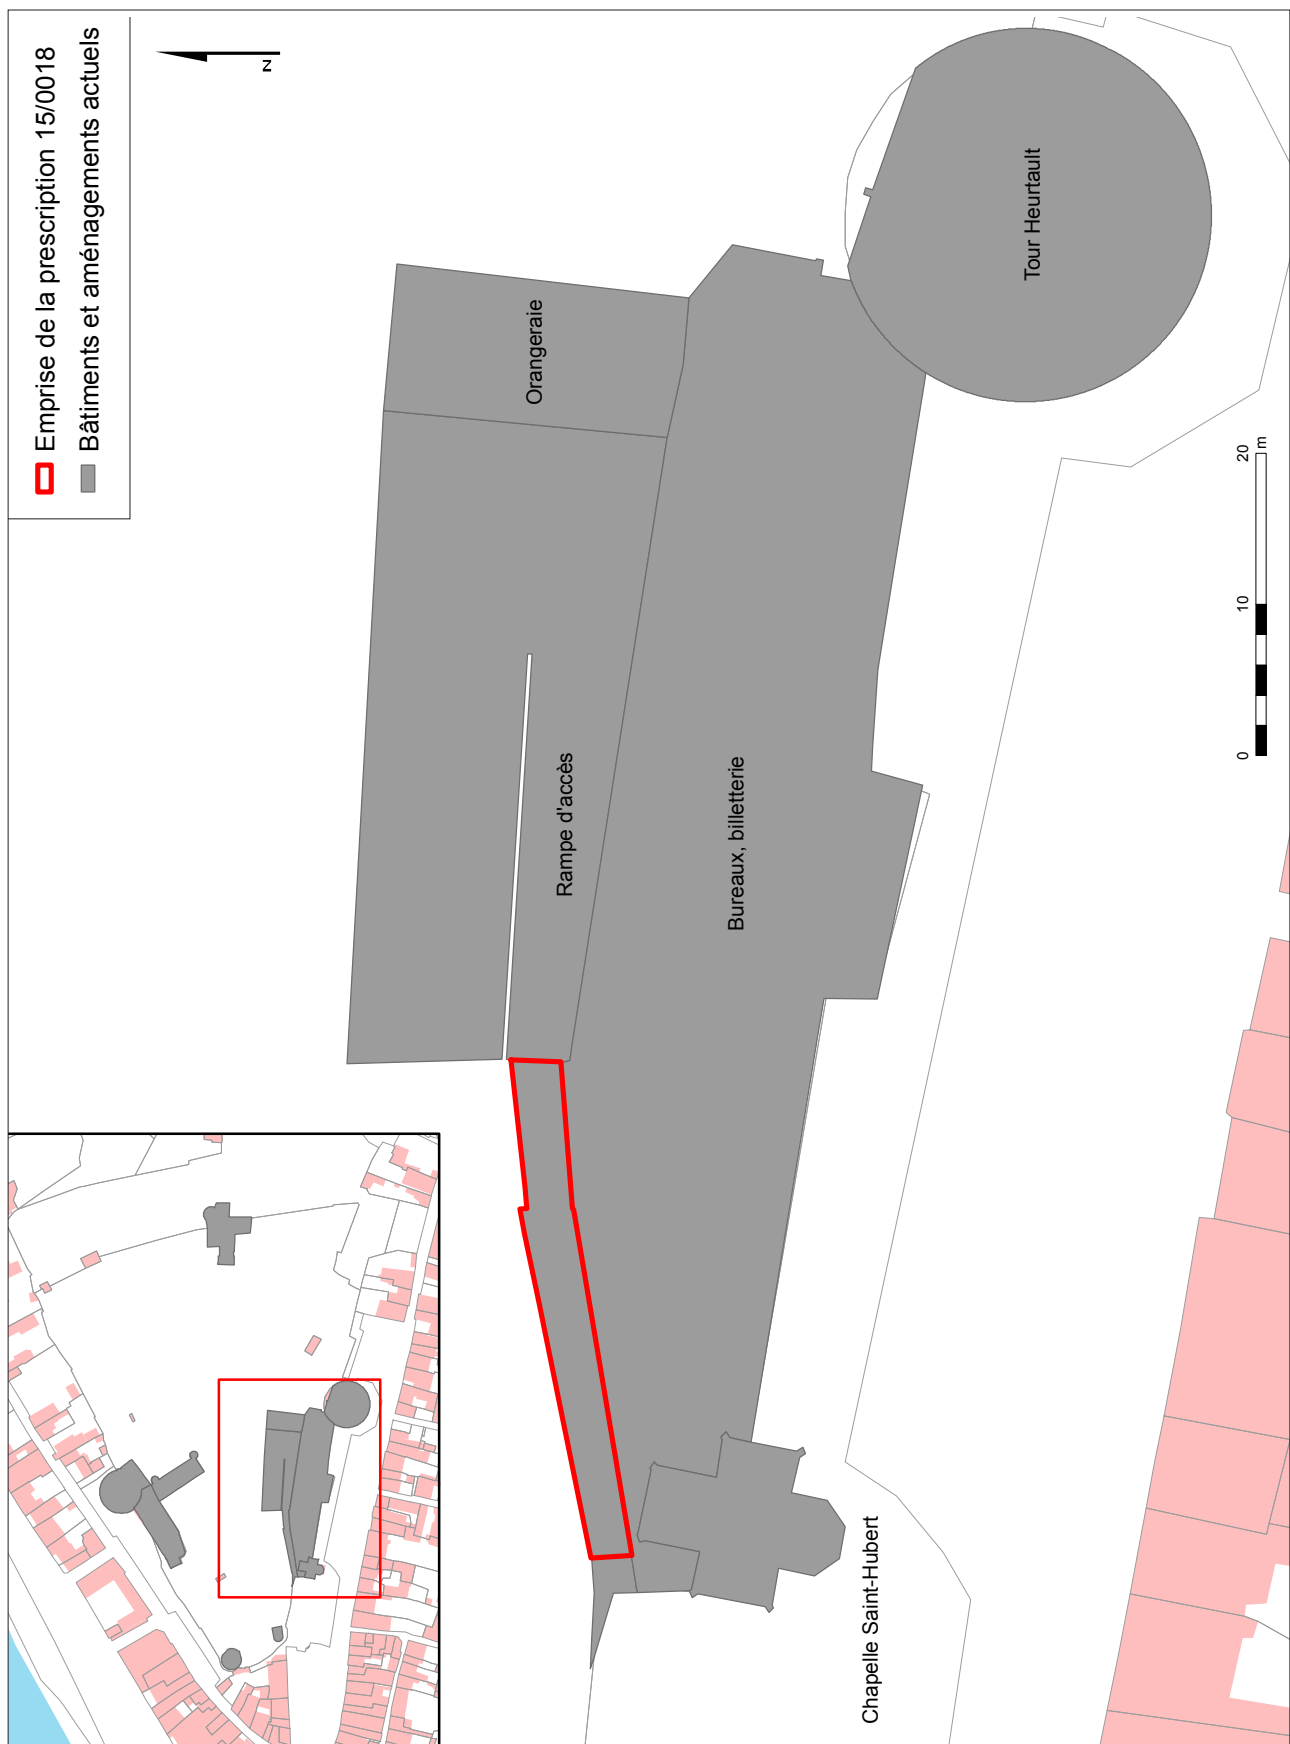 Emprise de la prescription 15/0018
Bâtiments et aménagements actuels
N
Orangeraie
Tour Heurtault
Rampe d'accès
Bureaux, billetterie
Chapelle Saint-Hubert
0 10 20 m